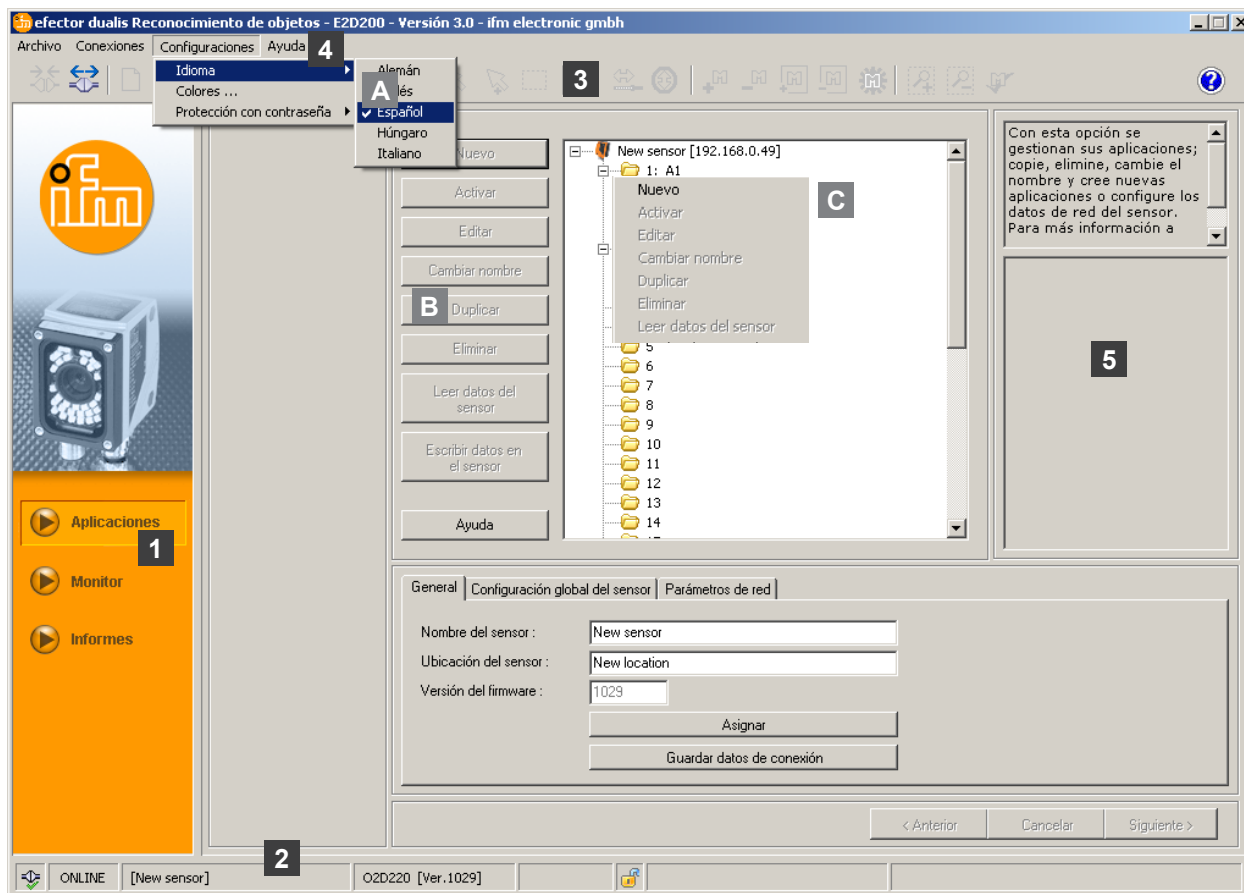 efector dualis Reconocimiento de objetos - E2D200 - Versión 3.0 - ifm electronic gmbh
Archivo Conexiones Configuraciones Ayuda
4
Idioma
Colores ...
Protección con contraseña
Alemán
A
Español
Húngaro
Italiano
3
ifm
Aplicaciones
1
Monitor
Informes
Nuevo
Activar
Editar
Cambiar nombre
B
Duplicar
Eliminar
Leer datos del
sensor
Escribir datos en
el sensor
Ayuda
New sensor [192.168.0.49]
1: A1
Nuevo
Activar
Editar
Cambiar nombre
Duplicar
Eliminar
Leer datos del sensor
C
5
6
7
8
9
10
11
12
13
14
Con esta opción se
gestionan sus aplicaciones;
copie, elimine, cambie el
nombre y cree nuevas
aplicaciones o configure los
datos de red del sensor.
Para más información a
5
General Configuración global del sensor Parámetros de red
Nombre del sensor : New sensor
Ubicación del sensor : New location
Versión del firmware : 1029
Asignar
Guardar datos de conexión
< Anterior Cancelar Siguiente >
2
ONLINE [New sensor] O2D220 [Ver.1029]